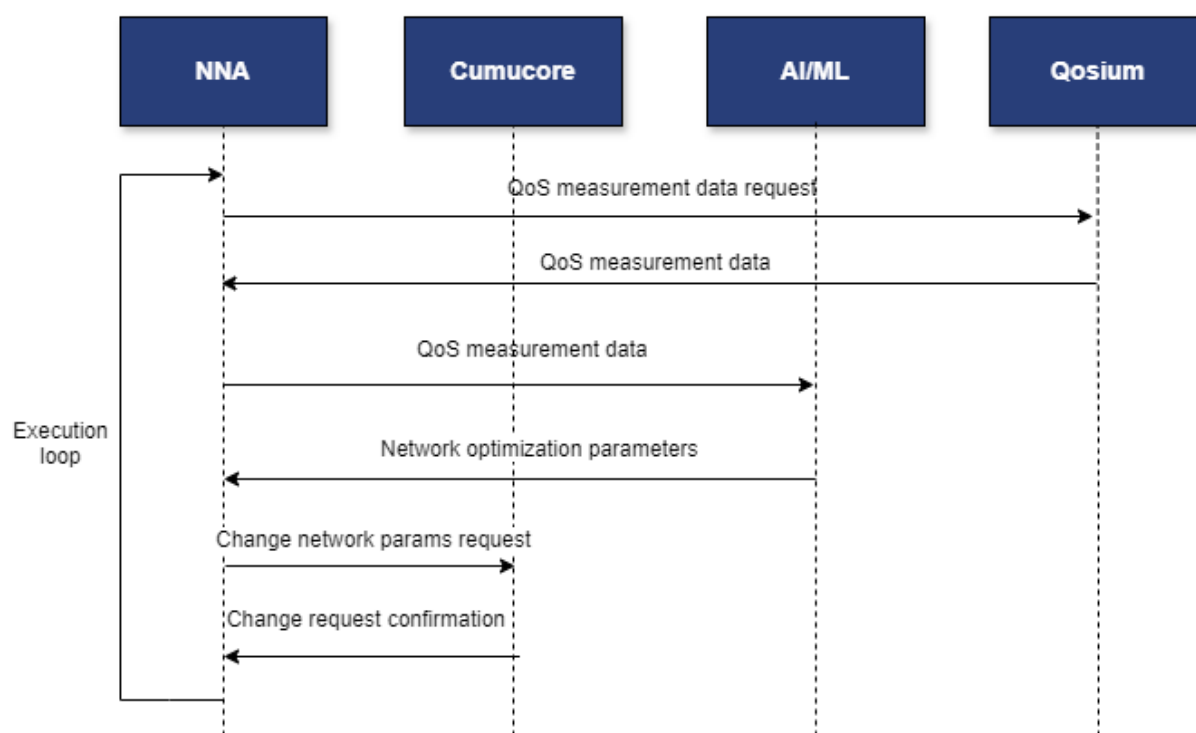 NNA
Cumucore
AI/ML
Qosium
QoS measurement data request
QoS measurement data
QoS measurement data
Execution
loop
Network optimization parameters
Change network params request
Change request confirmation